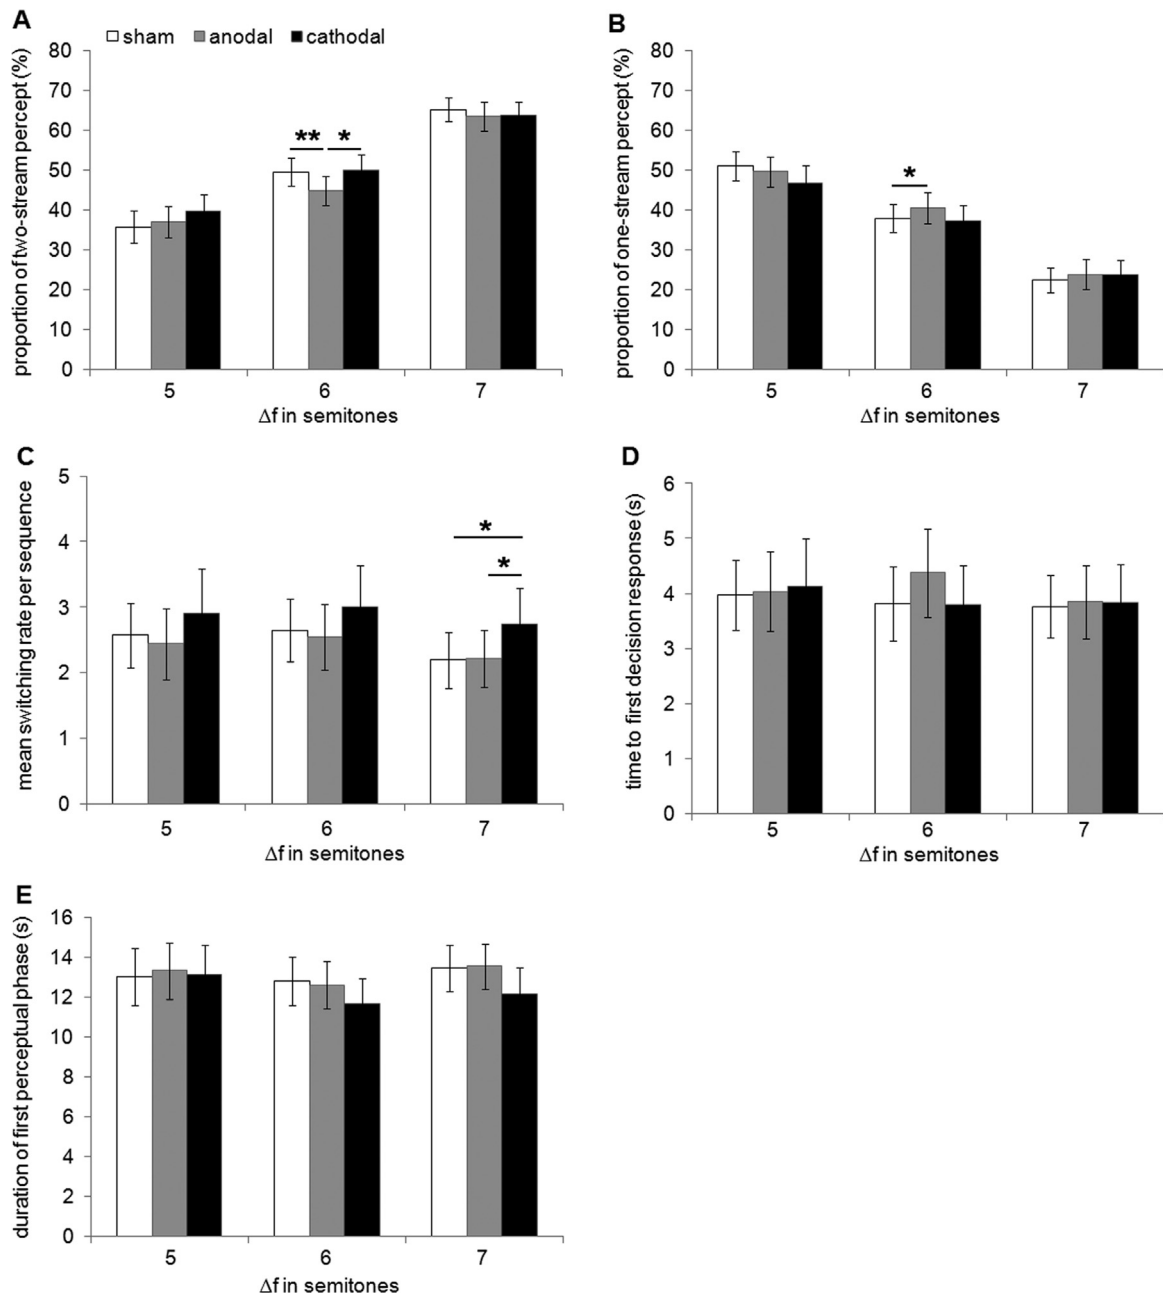 A
sham anodal cathodal
proportion of two-stream percept (%)
80
70
60
50
40
30
20
10
0
** *
5 6 7
Δf in semitones
B
proportion of one-stream percept (%)
80
70
60
50
40
30
20
10
0
*
5 6 7
Δf in semitones
C
mean switching rate per sequence
5
4
3
2
1
0
*
*
5 6 7
Δf in semitones
D
time to first decision response (s)
6
5
4
3
2
1
0
5 6 7
Δf in semitones
E
duration of first perceptual phase (s)
16
14
12
10
8
6
4
2
0
5 6 7
Δf in semitones